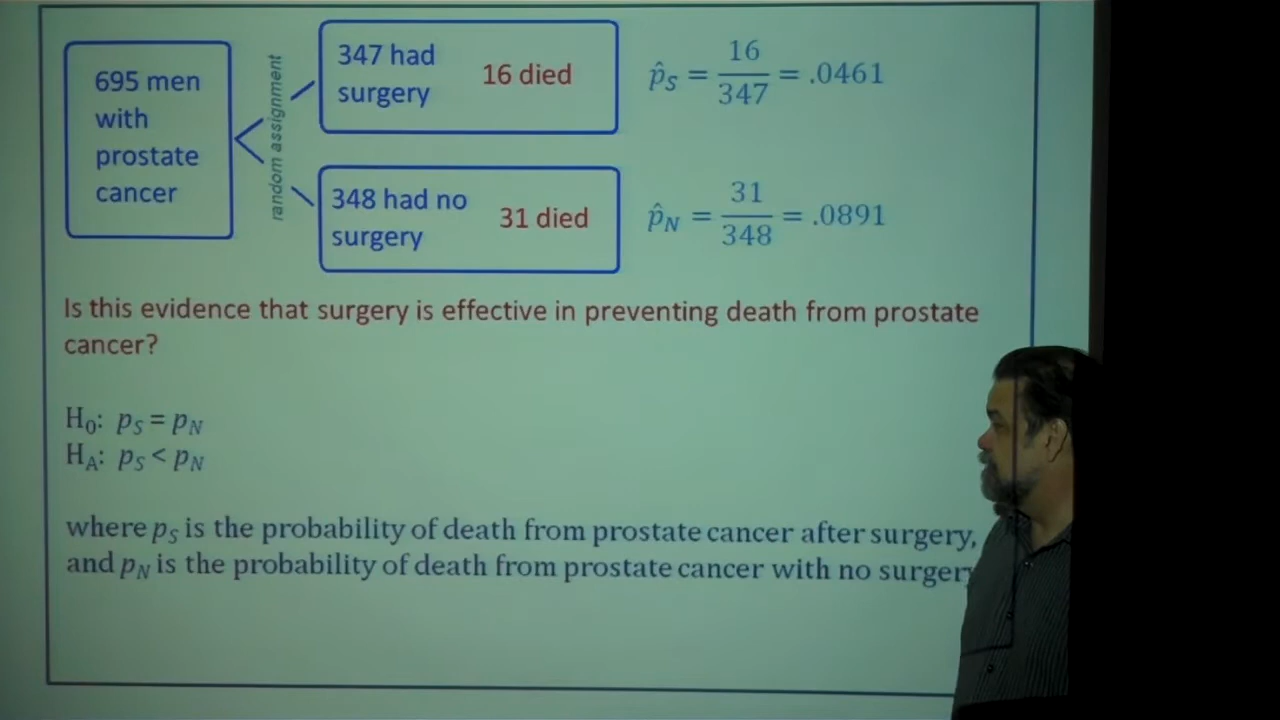 695 men
with
prostate
cancer
random assignment
347 had
surgery
16 died
p̂S = 16/347 = .0461
348 had no
surgery
31 died
p̂N = 31/348 = .0891
Is this evidence that surgery is effective in preventing death from prostate
cancer?
H0: pS = pN
HA: pS < pN
where pS is the probability of death from prostate cancer after surgery,
and pN is the probability of death from prostate cancer with no surgery